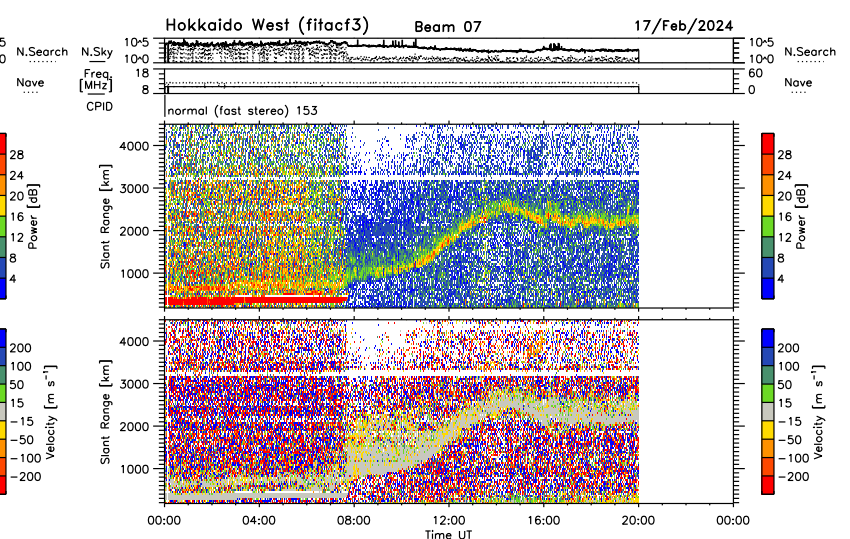 Hokkaido West (fitacf3) Beam 07 17/Feb/2024
5 N.Search N.Sky 10^5 10^5 N.Search
0 10^0 10^0
Nave Freq. [MHz] 18 60 Nave
8 8 0
CPID normal (fast stereo) 153
28 4000 28
24 24
20 3000 20
16 16
12 2000 12
8 8
4 1000 4
Power [dB] Slant Range [km] Power [dB]
200 4000 200
100 100
50 3000 50
15 15
-15 2000 -15
-50 -50
-100 1000 -100
-200 -200
Velocity [m s⁻¹] Slant Range [km] Velocity [m s⁻¹]
00:00 04:00 08:00 12:00 16:00 20:00 00:00
Time UT